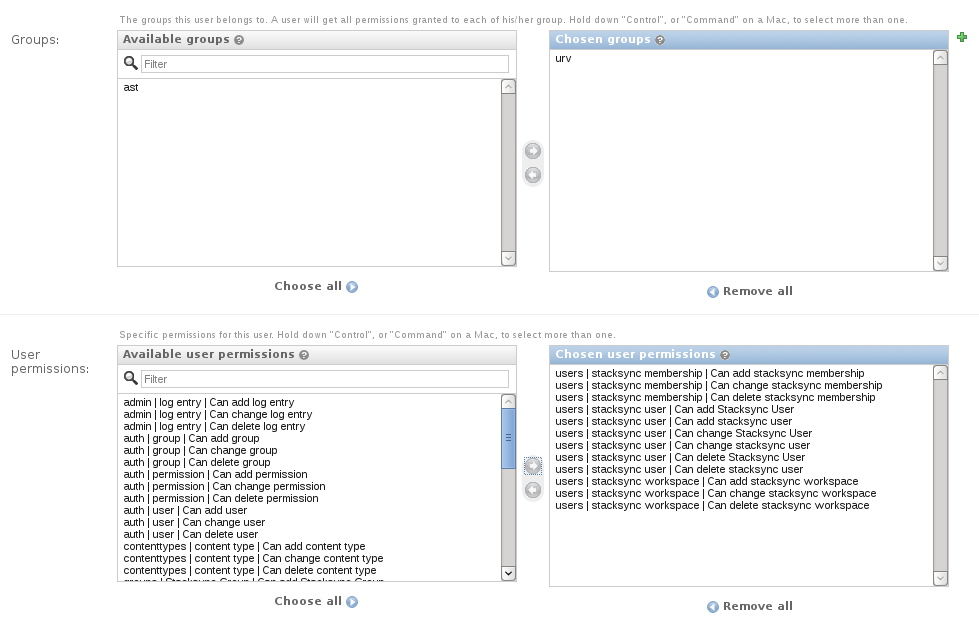 The groups this user belongs to. A user will get all permissions granted to each of his/her group. Hold down "Control", or "Command" on a Mac, to select more than one.
Groups:
Available groups ?
Chosen groups ?
Filter
urv
ast
Choose all
Remove all
Specific permissions for this user. Hold down "Control", or "Command" on a Mac, to select more than one.
User
permissions:
Available user permissions ?
Filter
admin | log entry | Can add log entry
admin | log entry | Can change log entry
admin | log entry | Can delete log entry
auth | group | Can add group
auth | group | Can change group
auth | group | Can delete group
auth | permission | Can add permission
auth | permission | Can change permission
auth | permission | Can delete permission
auth | user | Can add user
auth | user | Can change user
auth | user | Can delete user
contenttypes | content type | Can add content type
contenttypes | content type | Can change content type
contenttypes | content type | Can delete content type
groups | Stacksync Group | Can add Stacksync Group
Choose all
Chosen user permissions ?
users | stacksync membership | Can add stacksync membership
users | stacksync membership | Can change stacksync membership
users | stacksync membership | Can delete stacksync membership
users | stacksync user | Can add Stacksync User
users | stacksync user | Can add stacksync user
users | stacksync user | Can change Stacksync User
users | stacksync user | Can change stacksync user
users | stacksync user | Can delete Stacksync User
users | stacksync user | Can delete stacksync user
users | stacksync workspace | Can add stacksync workspace
users | stacksync workspace | Can change stacksync workspace
users | stacksync workspace | Can delete stacksync workspace
Remove all